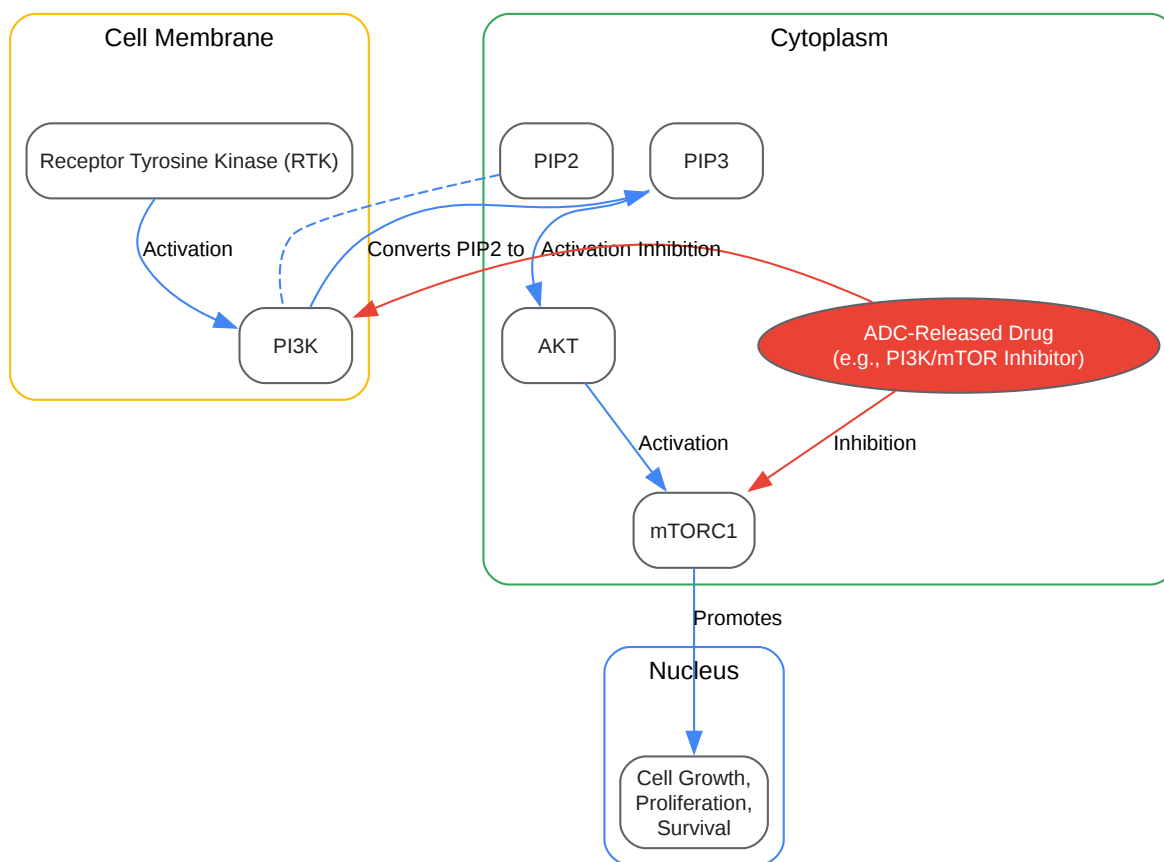 Cell Membrane
Cytoplasm
Receptor Tyrosine Kinase (RTK)
PIP2
PIP3
Activation
Converts PIP2 to
Activation
Inhibition
PI3K
AKT
ADC-Released Drug
(e.g., PI3K/mTOR Inhibitor)
Activation
Inhibition
mTORC1
Promotes
Nucleus
Cell Growth,
Proliferation,
Survival